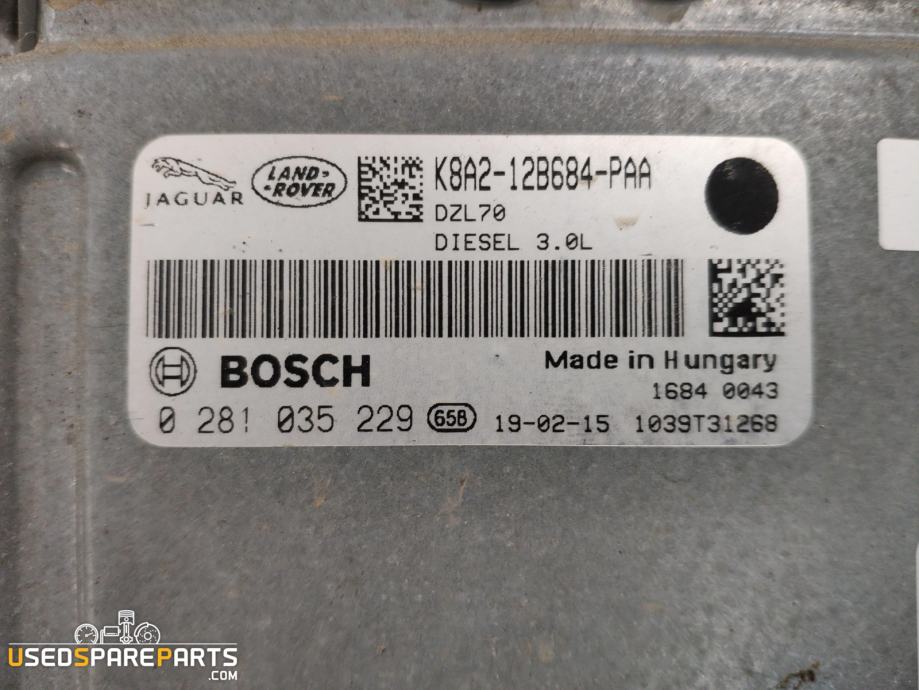 JAGUAR
LAND-
-ROVER
K8A2-12B684-PAA
DZL70
DIESEL 3.0L
BOSCH
Made in Hungary
1684 0043
0 281 035 229 65B 19-02-15 1039T31268
USEDSPAREPARTS
.COM